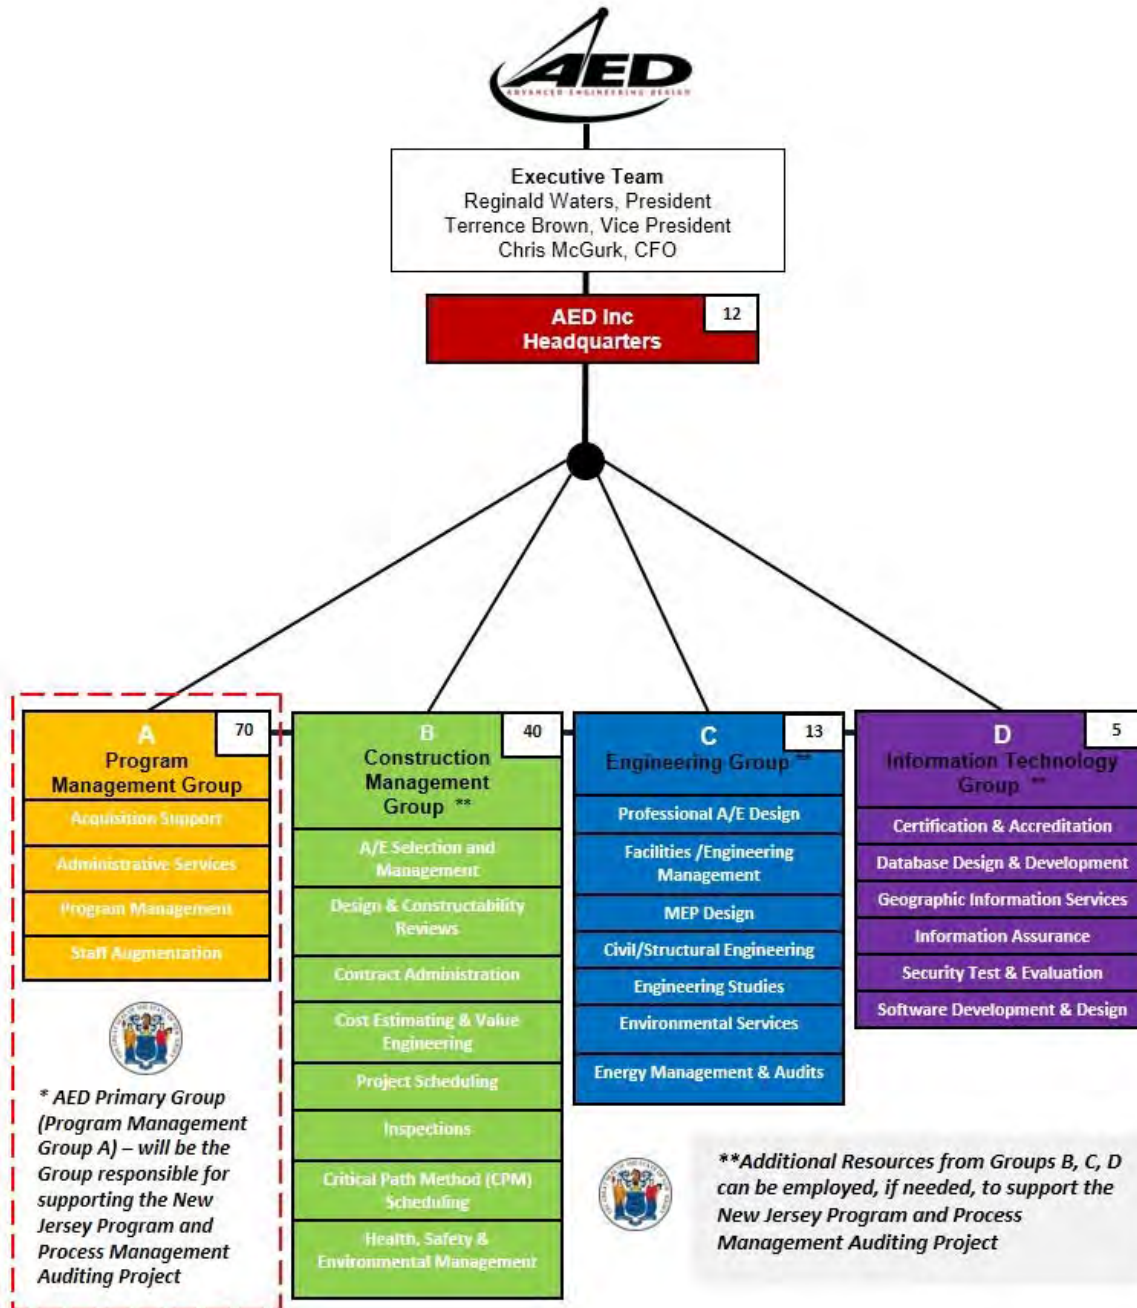 AED
ADVANCED ENGINEERING DESIGN
Executive Team
Reginald Waters, President
Terrence Brown, Vice President
Chris McGurk, CFO
AED Inc
Headquarters
12
A
70
Program
Management Group
Acquisition Support
Administrative Services
Program Management
Staff Augmentation
* AED Primary Group
(Program Management
Group A) – will be the
Group responsible for
supporting the New
Jersey Program and
Process Management
Auditing Project
B
40
Construction
Management
Group **
A/E Selection and
Management
Design & Constructability
Reviews
Contract Administration
Cost Estimating & Value
Engineering
Project Scheduling
Inspections
Critical Path Method (CPM)
Scheduling
Health, Safety &
Environmental Management
C
13
Engineering Group **
Professional A/E Design
Facilities /Engineering
Management
MEP Design
Civil/Structural Engineering
Engineering Studies
Environmental Services
Energy Management & Audits
D
5
Information Technology
Group **
Certification & Accreditation
Database Design & Development
Geographic Information Services
Information Assurance
Security Test & Evaluation
Software Development & Design
**Additional Resources from Groups B, C, D
can be employed, if needed, to support the
New Jersey Program and Process
Management Auditing Project